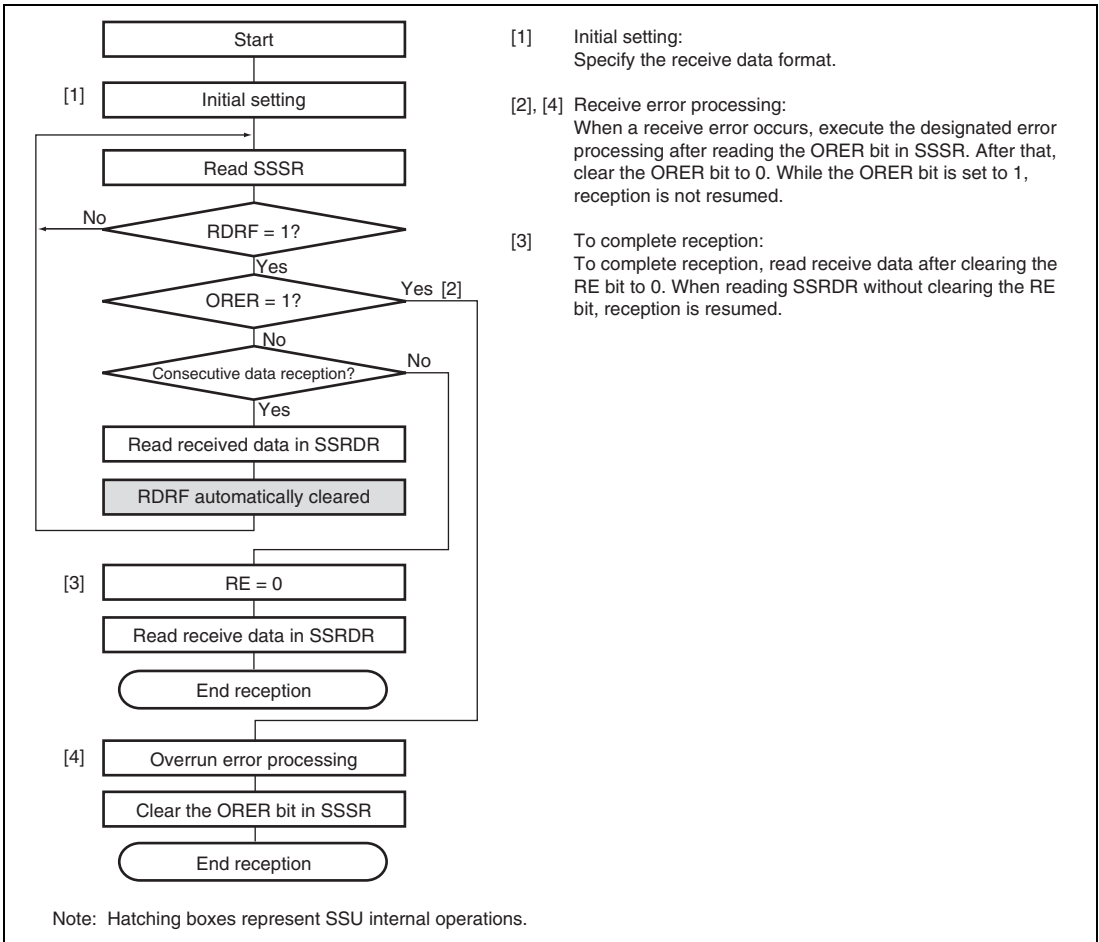 Start
[1] Initial setting
Read SSSR
No
RDRF = 1?
Yes
ORER = 1?
Yes [2]
No
Consecutive data reception?
No
Yes
Read received data in SSRDR
RDRF automatically cleared
[3] RE = 0
Read receive data in SSRDR
End reception
[4] Overrun error processing
Clear the ORER bit in SSSR
End reception
[1] Initial setting:
Specify the receive data format.
[2], [4] Receive error processing:
When a receive error occurs, execute the designated error
processing after reading the ORER bit in SSSR. After that,
clear the ORER bit to 0. While the ORER bit is set to 1,
reception is not resumed.
[3] To complete reception:
To complete reception, read receive data after clearing the
RE bit to 0. When reading SSRDR without clearing the RE
bit, reception is resumed.
Note: Hatching boxes represent SSU internal operations.